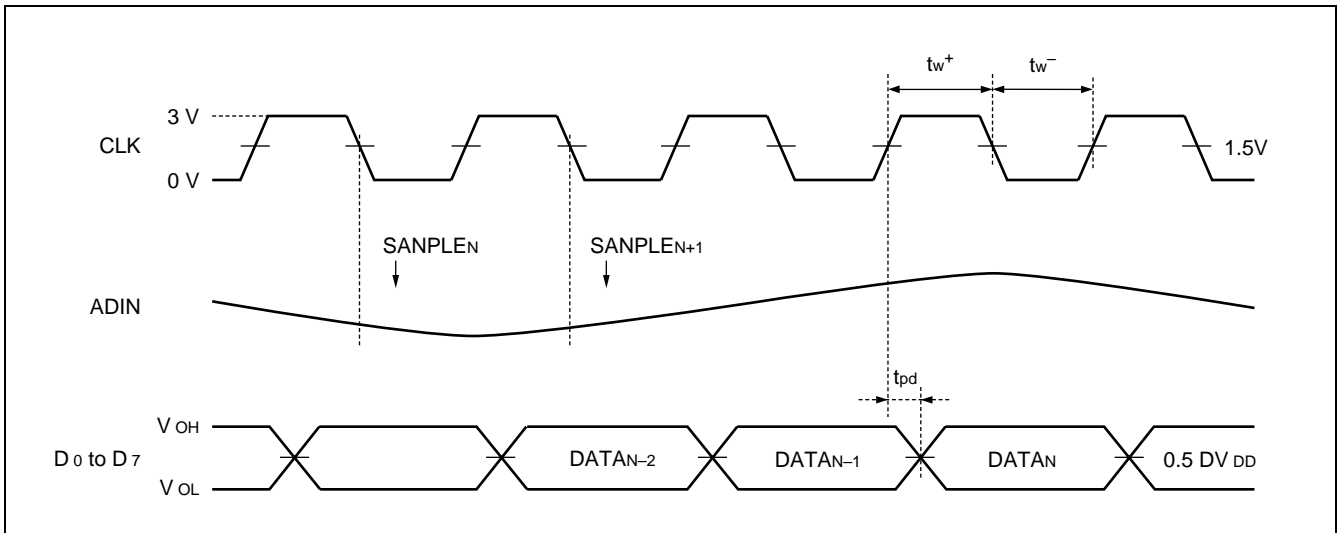 tw+ tw–
3 V
CLK
1.5V
0 V
SANPLEN SANPLEN+1
ADIN
tpd
V OH
D 0 to D 7 DATAN–2 DATAN–1 DATAN 0.5 DV DD
V OL